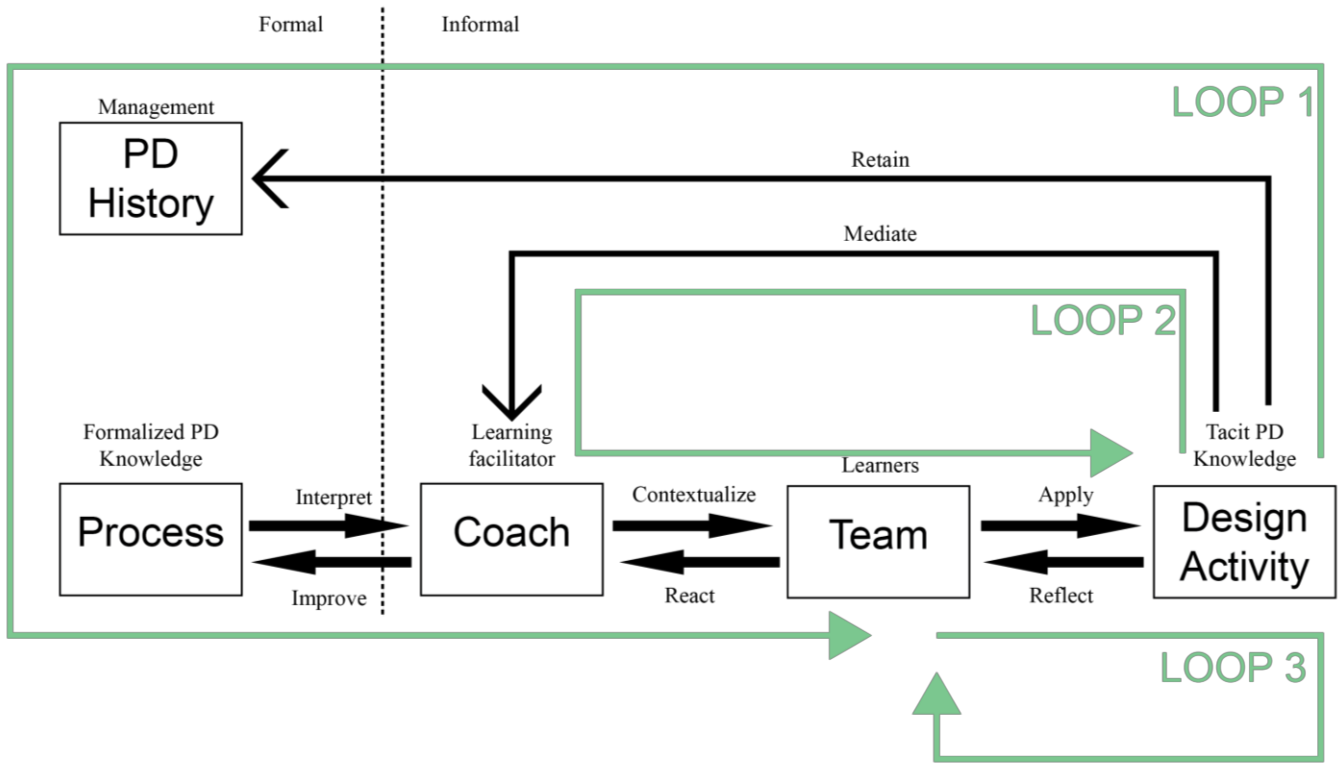 Formal
Informal
LOOP 1
Management
PD
History
Retain
Mediate
LOOP 2
Formalized PD
Knowledge
Learning
facilitator
Learners
Tacit PD
Knowledge
Process
Interpret
Improve
Coach
Contextualize
React
Team
Apply
Reflect
Design
Activity
LOOP 3